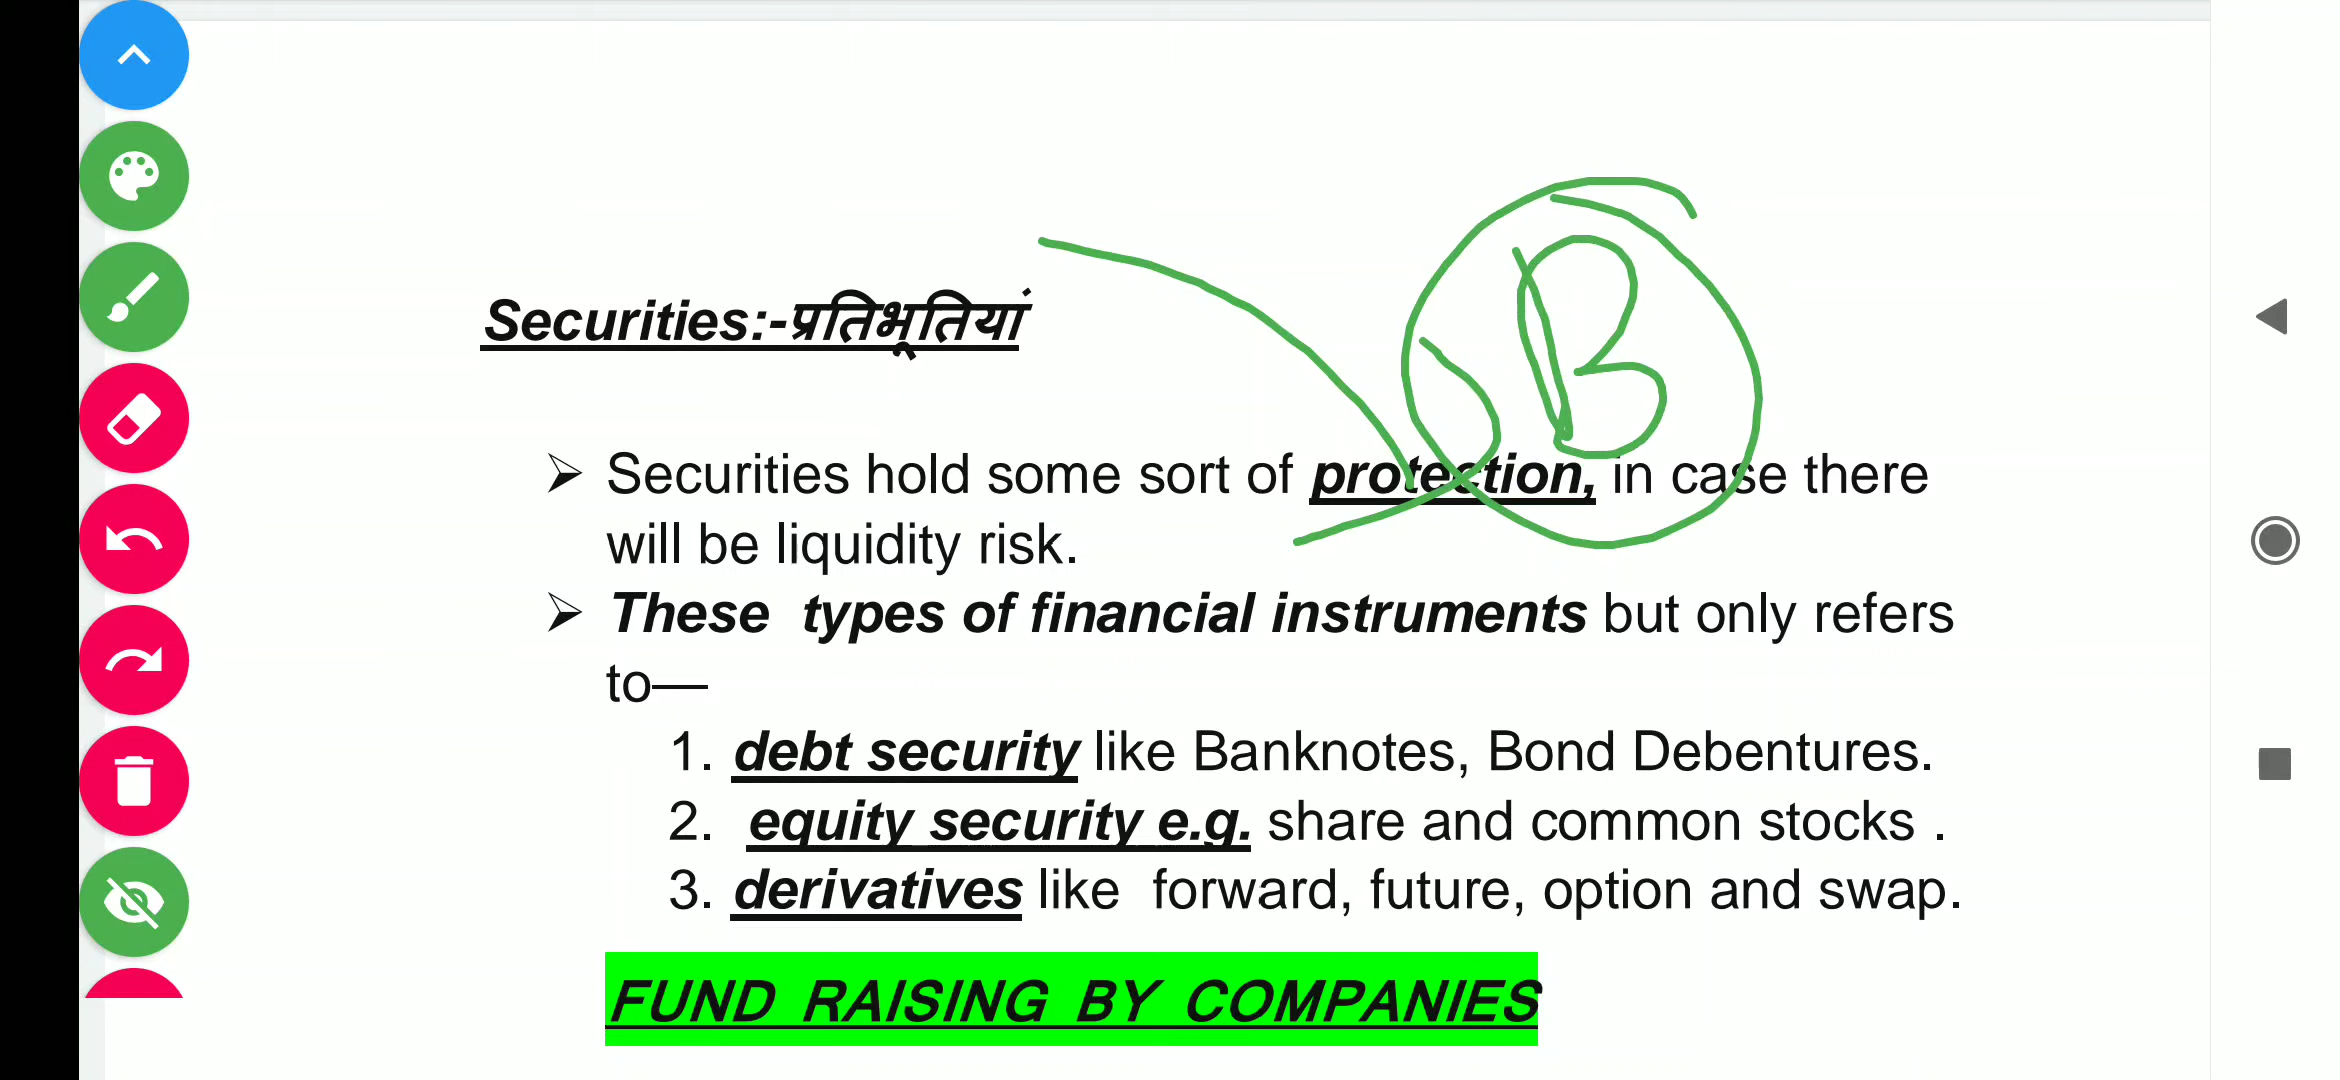 Securities:-प्रतिभूतियां
B
➢ Securities hold some sort of protection, in case there
will be liquidity risk.
➢ These types of financial instruments but only refers
to—
1. debt security like Banknotes, Bond Debentures.
2. equity security e.g. share and common stocks .
3. derivatives like forward, future, option and swap.
FUND RAISING BY COMPANIES